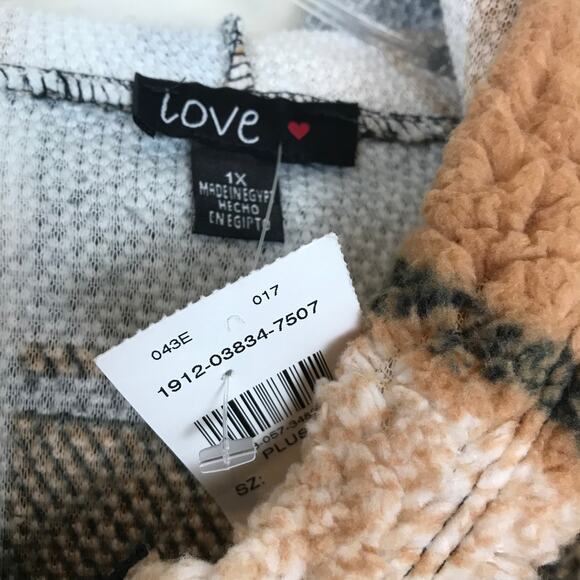 Love
1X
MADE IN EGYPT
HECHO
EN EGIPTO
043E
017
1912-03834-7507
PLUS
SZ: